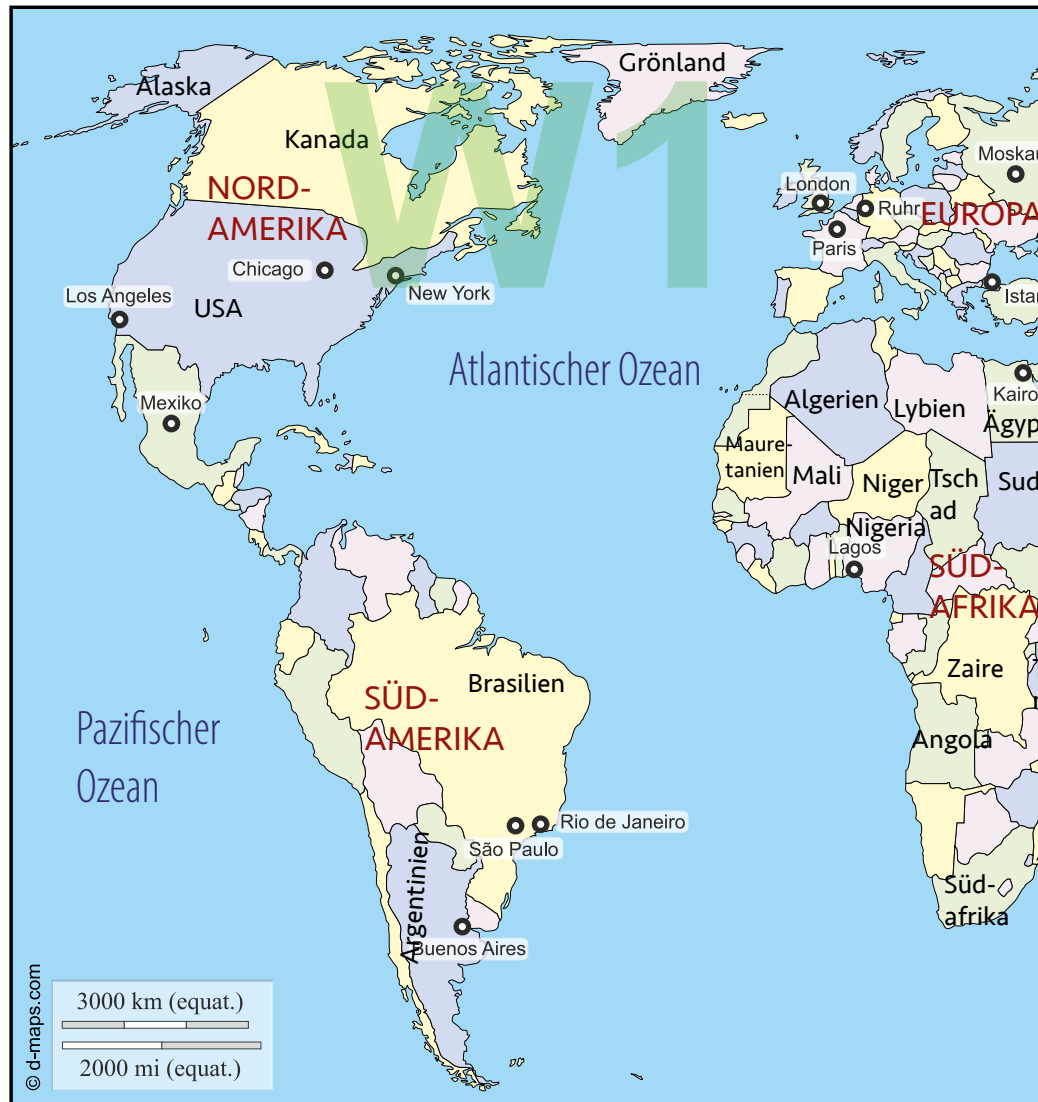 Grönland
Alaska
W1
Kanada
Moskau
London
NORD-
AMERIKA
Ruhr
EUROPA
Paris
Chicago
New York
Los Angeles
USA
Istan
Atlantischer Ozean
Kairo
Mexiko
Algerien
Lybien
Ägyp
Maure-
tanien
Mali
Niger
Tsch
ad
Sud
Nigeria
Lagos
SÜD-
AFRIKA
Zaire
Brasilien
SÜD-
AMERIKA
Pazifischer
Ozean
Angola
Rio de Janeiro
São Paulo
Argentinien
Buenos Aires
Süd-
afrika
3000 km (equat.)
2000 mi (equat.)
© d-maps.com